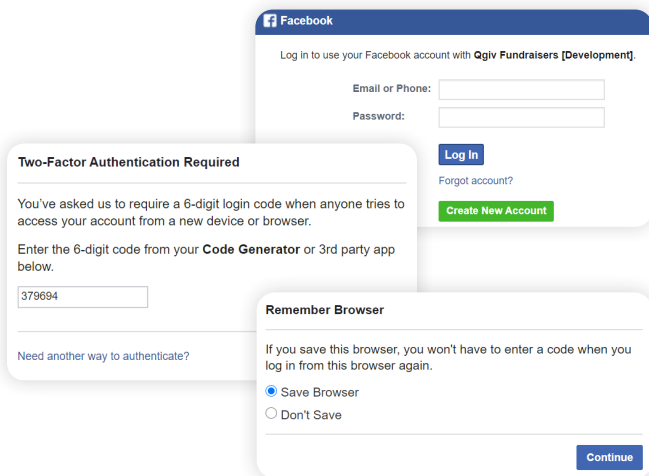 Facebook
Log in to use your Facebook account with Qgiv Fundraisers [Development].
Email or Phone:
Password:
Log In
Forgot account?
Create New Account
Two-Factor Authentication Required
You've asked us to require a 6-digit login code when anyone tries to
access your account from a new device or browser.
Enter the 6-digit code from your Code Generator or 3rd party app
below.
379694
Need another way to authenticate?
Remember Browser
If you save this browser, you won't have to enter a code when you
log in from this browser again.
Save Browser
Don't Save
Continue